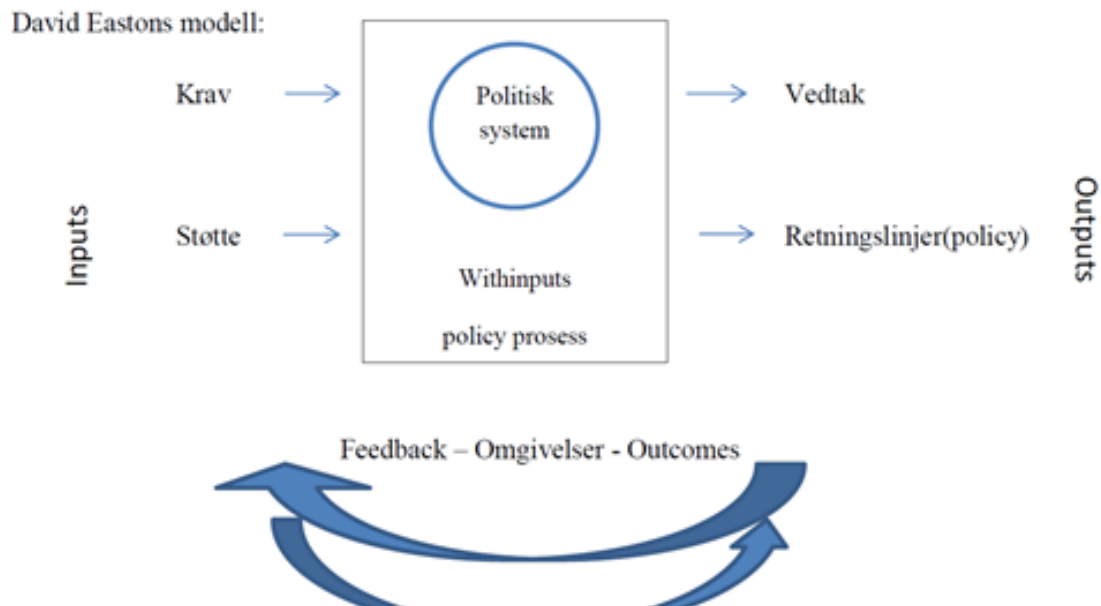 David Eastons modell:
Krav
Politisk
system
Vedtak
Inputs
Støtte
Retningslinjer(policy)
Outputs
Withinputs
policy prosess
Feedback – Omgivelser - Outcomes